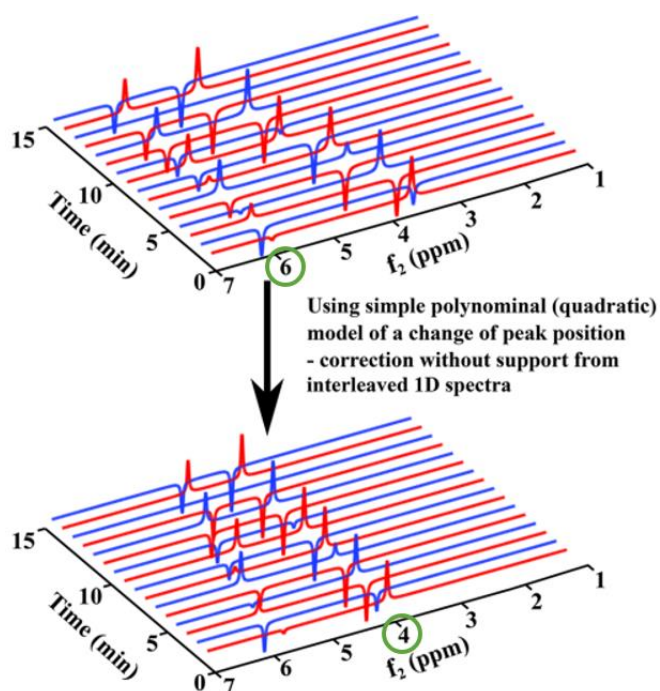 15
10
5
0
Time (min)
7
6
5
4
3
2
1
f2 (ppm)
Using simple polynominal (quadratic)
model of a change of peak position
- correction without support from
interleaved 1D spectra
15
10
5
0
Time (min)
7
6
5
4
3
2
1
f2 (ppm)